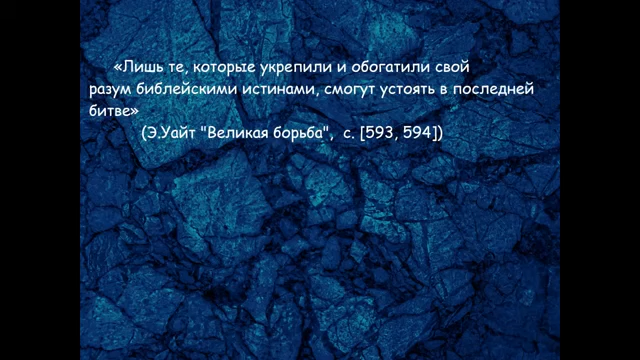 «Лишь те, которые укрепили и обогатили свой
разум библейскими истинами, смогут устоять в последней
битве»
(Э.Уайт "Великая борьба", с. [593, 594])